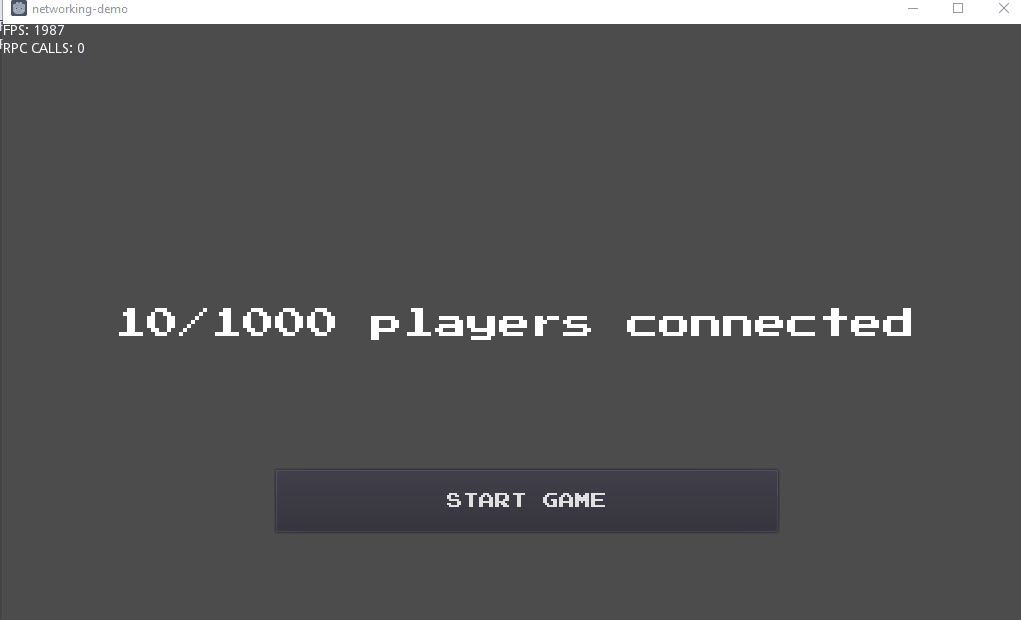 networking-demo
FPS: 1987
RPC CALLS: 0
10/1000 players connected
START GAME